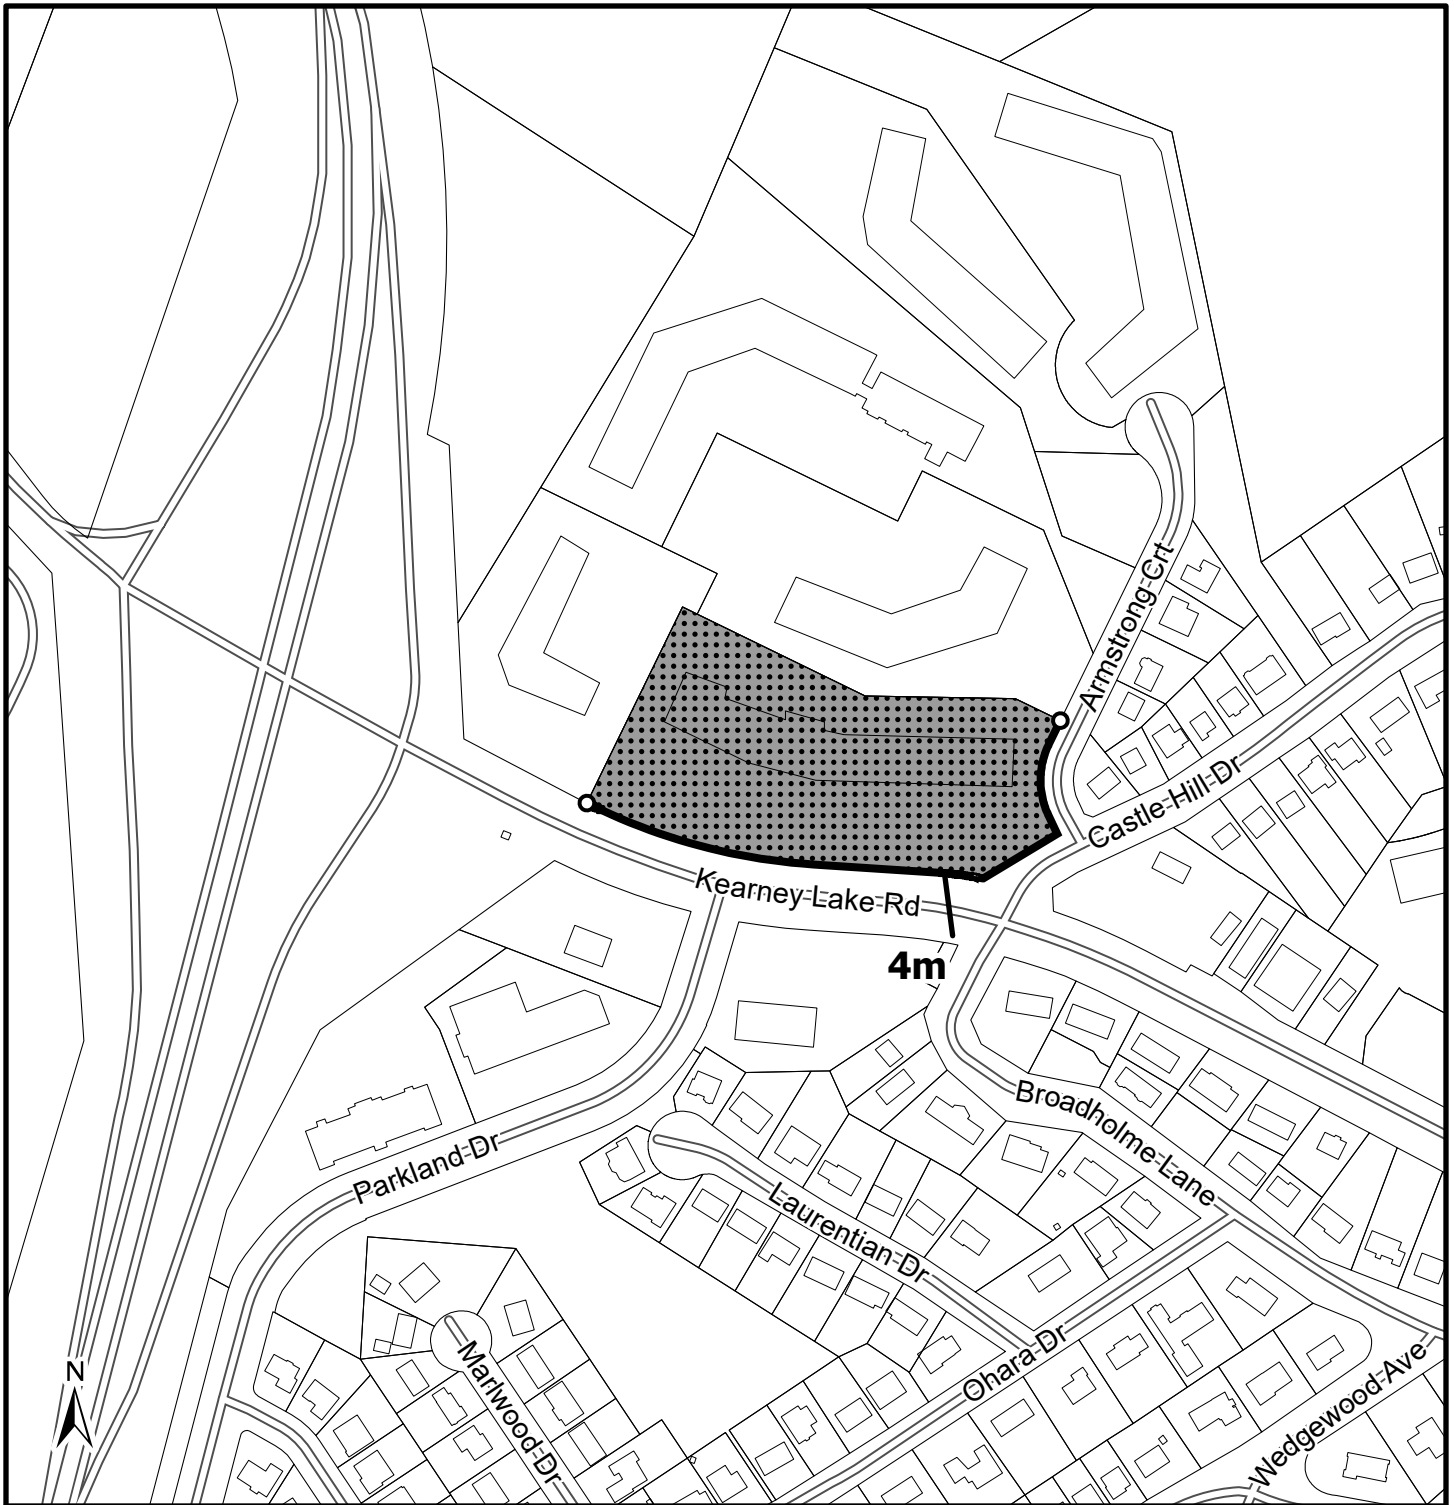 Armstrong Crt
Castle Hill Dr
Kearney Lake Rd
4m
Broadholme Lane
Parkland Dr
Laurentian Dr
Ohara Dr
Marlwood Dr
Wedgewood Ave
N